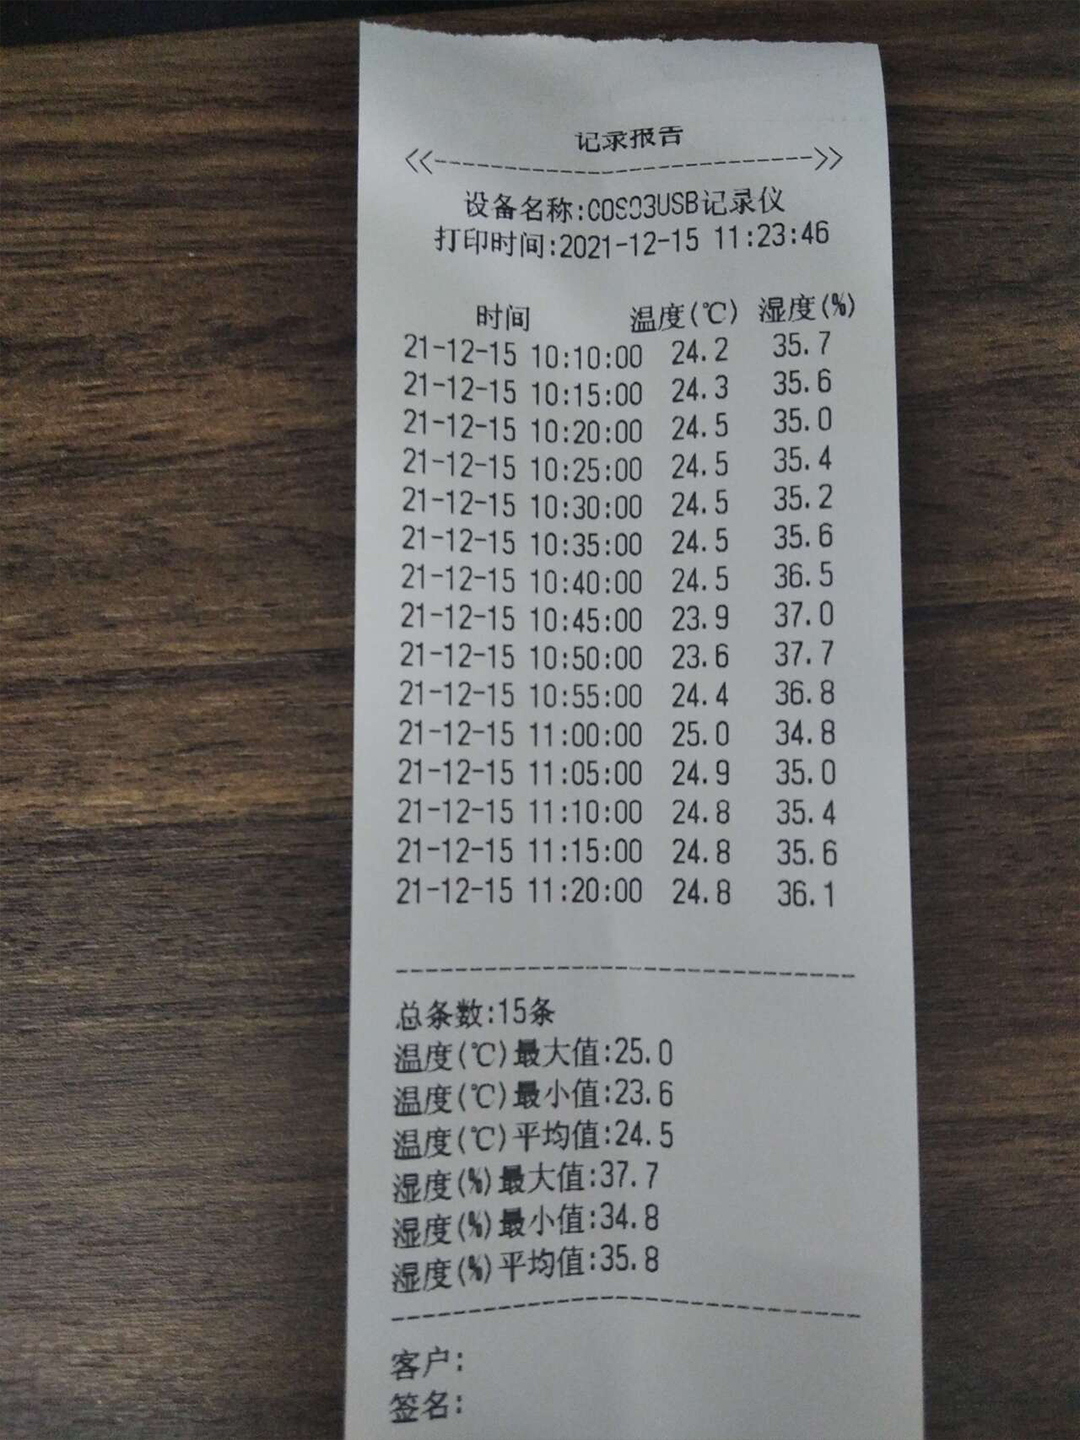 记录报告
<<--------------------------->>
设备名称:COS03USB记录仪
打印时间:2021-12-15 11:23:46
时间 温度(℃) 湿度(%)
21-12-15 10:10:00 24.2 35.7
21-12-15 10:15:00 24.3 35.6
21-12-15 10:20:00 24.5 35.0
21-12-15 10:25:00 24.5 35.4
21-12-15 10:30:00 24.5 35.2
21-12-15 10:35:00 24.5 35.6
21-12-15 10:40:00 24.5 36.5
21-12-15 10:45:00 23.9 37.0
21-12-15 10:50:00 23.6 37.7
21-12-15 10:55:00 24.4 36.8
21-12-15 11:00:00 25.0 34.8
21-12-15 11:05:00 24.9 35.0
21-12-15 11:10:00 24.8 35.4
21-12-15 11:15:00 24.8 35.6
21-12-15 11:20:00 24.8 36.1
总条数:15条
温度(℃)最大值:25.0
温度(℃)最小值:23.6
温度(℃)平均值:24.5
湿度(%)最大值:37.7
湿度(%)最小值:34.8
湿度(%)平均值:35.8
客户:
签名: